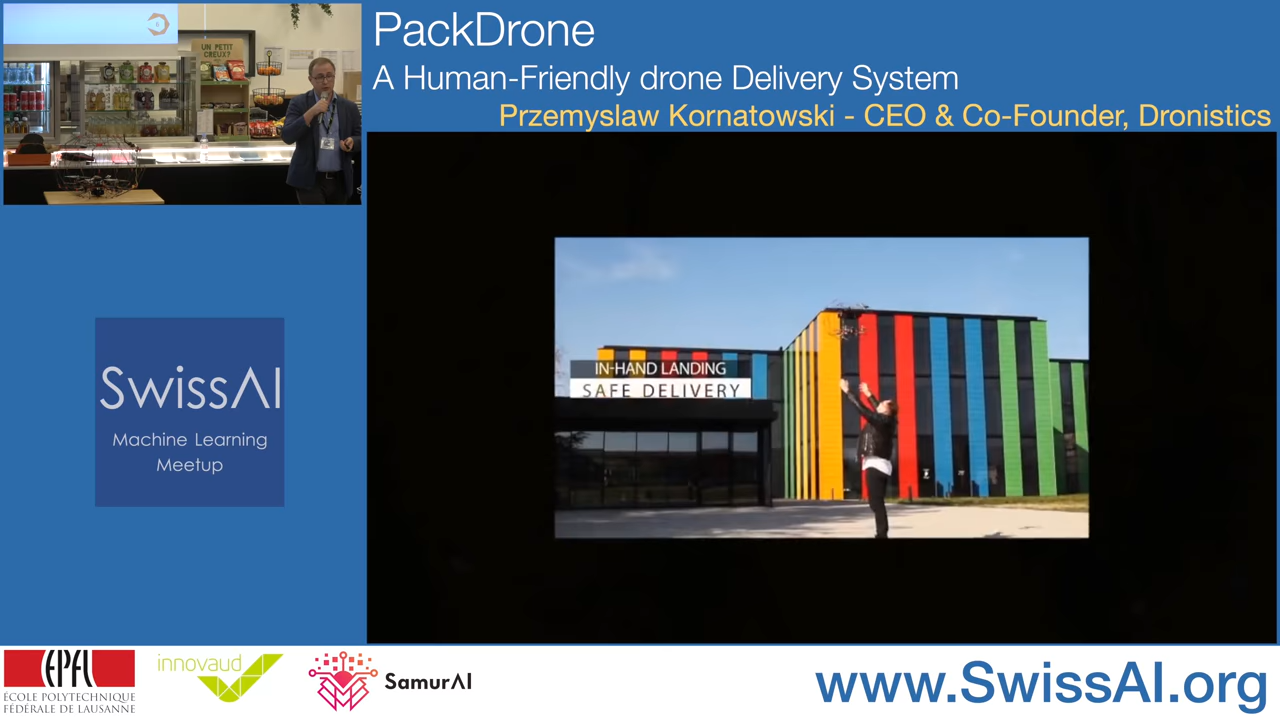 PackDrone
A Human-Friendly drone Delivery System
Przemyslaw Kornatowski - CEO & Co-Founder, Dronistics
UN PETIT
CREUX?
IN-HAND LANDING
SAFE DELIVERY
SwissAI
Machine Learning
Meetup
EPFL
ÉCOLE POLYTECHNIQUE
FÉDÉRALE DE LAUSANNE
innovaud
SamurAI
www.SwissAI.org